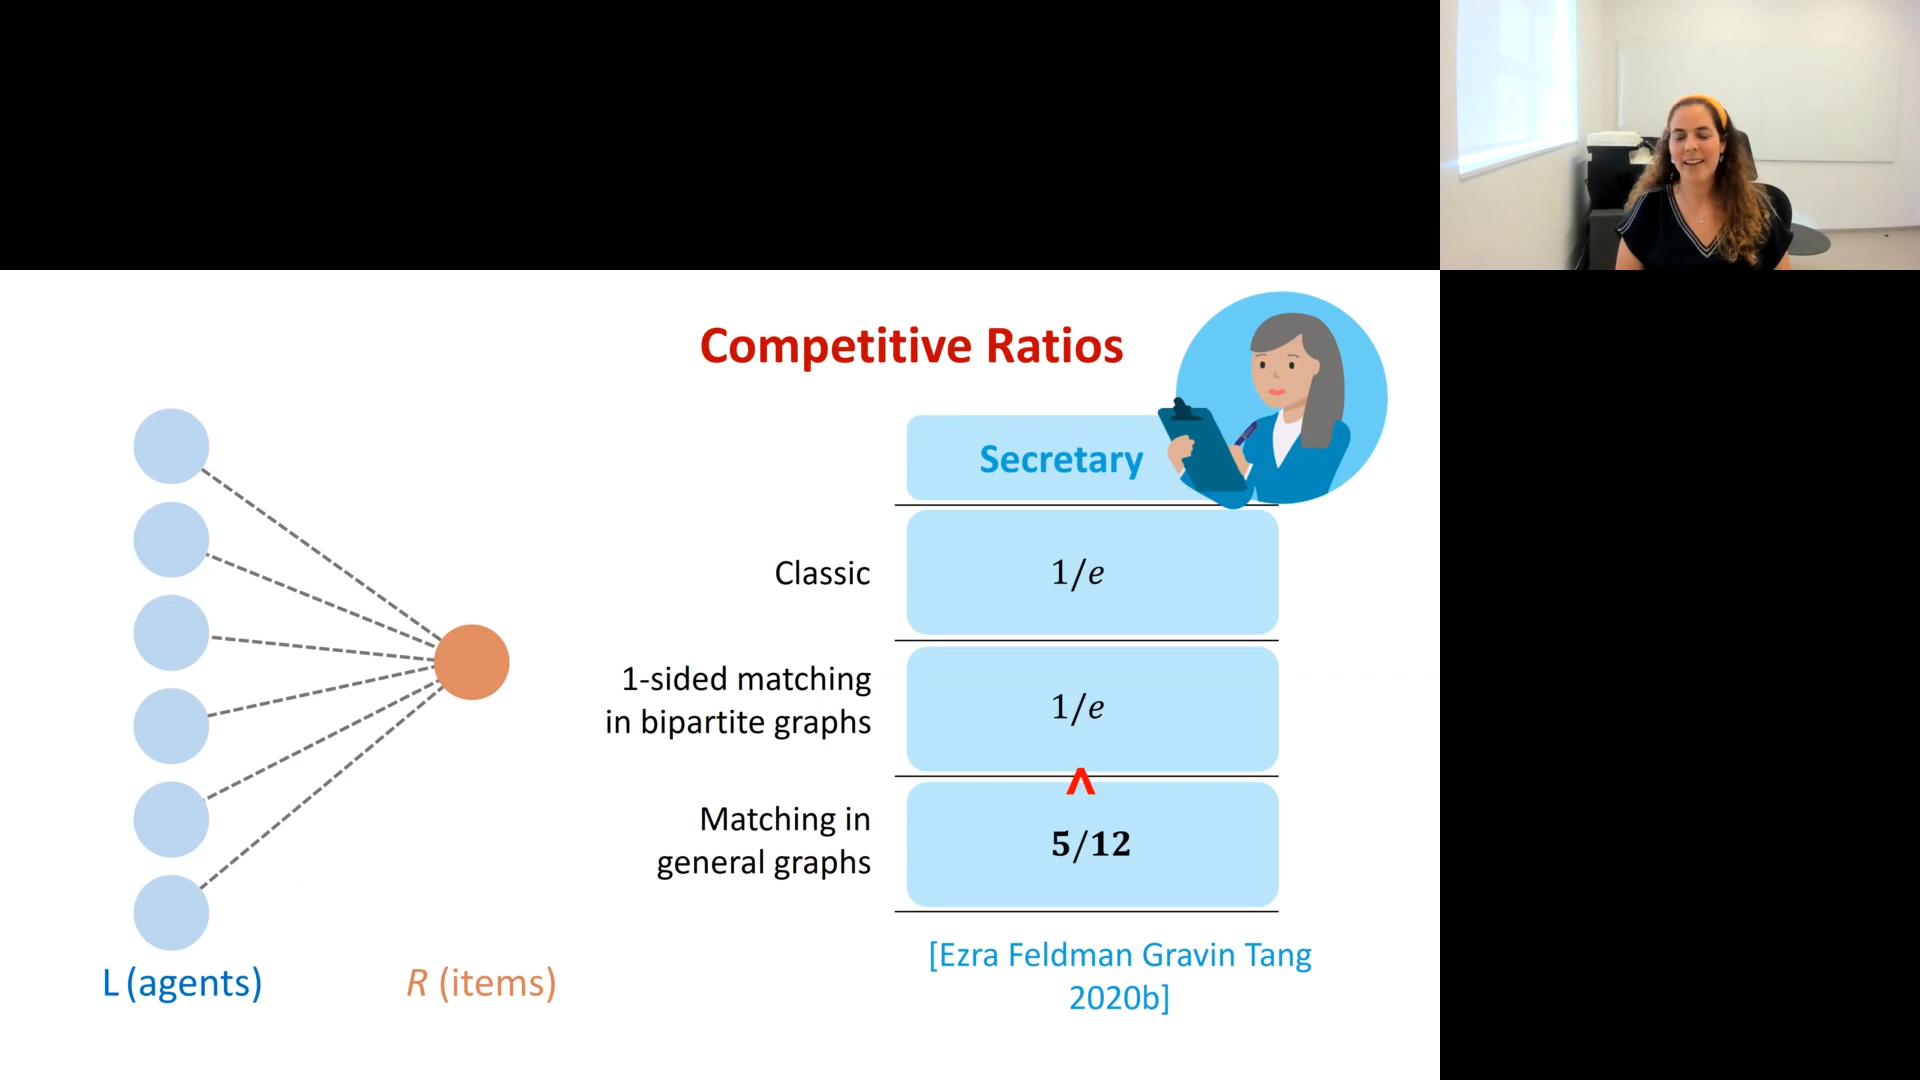 Competitive Ratios
Secretary
Classic
1/e
1-sided matching
in bipartite graphs
1/e
^
Matching in
general graphs
5/12
[Ezra Feldman Gravin Tang
2020b]
L (agents)
R (items)